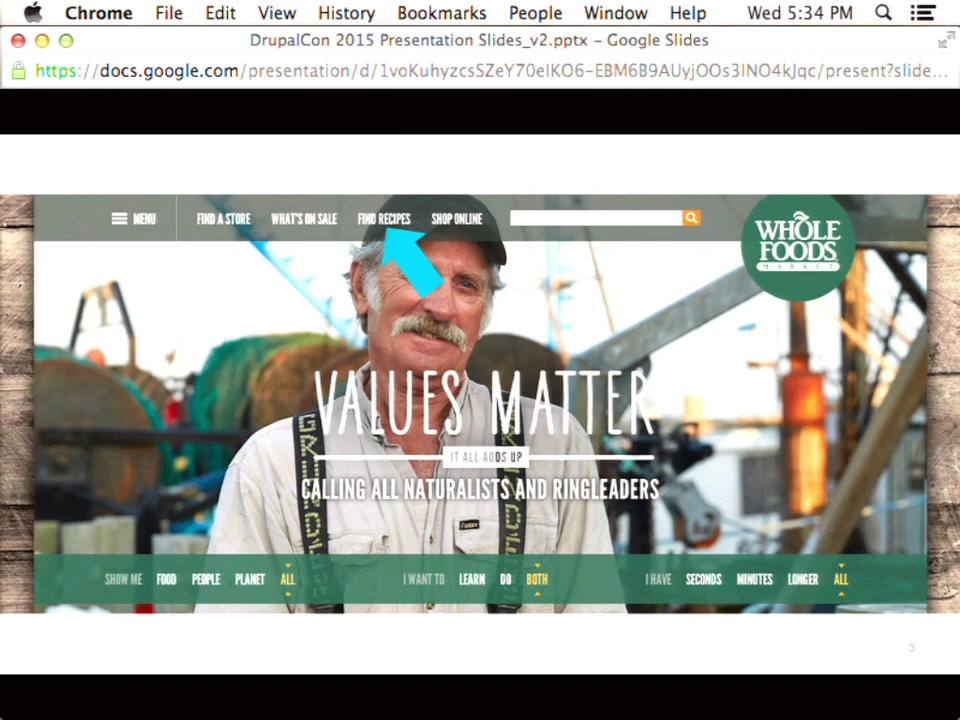 Chrome File Edit View History Bookmarks People Window Help Wed 5:34 PM
DrupalCon 2015 Presentation Slides_v2.pptx – Google Slides
https://docs.google.com/presentation/d/1voKuhyzcsSZeY70elKO6-EBM6B9AUyjOOs3INO4kJqc/present?slide...
MENU FIND A STORE WHAT'S ON SALE FIND RECIPES SHOP ONLINE
WHOLE
FOODS
MARKET
VALUES MATTER
IT ALL ADDS UP
CALLING ALL NATURALISTS AND RINGLEADERS
SHOW ME FOOD PEOPLE PLANET ALL I WANT TO LEARN DO BOTH I HAVE SECONDS MINUTES LONGER ALL
5